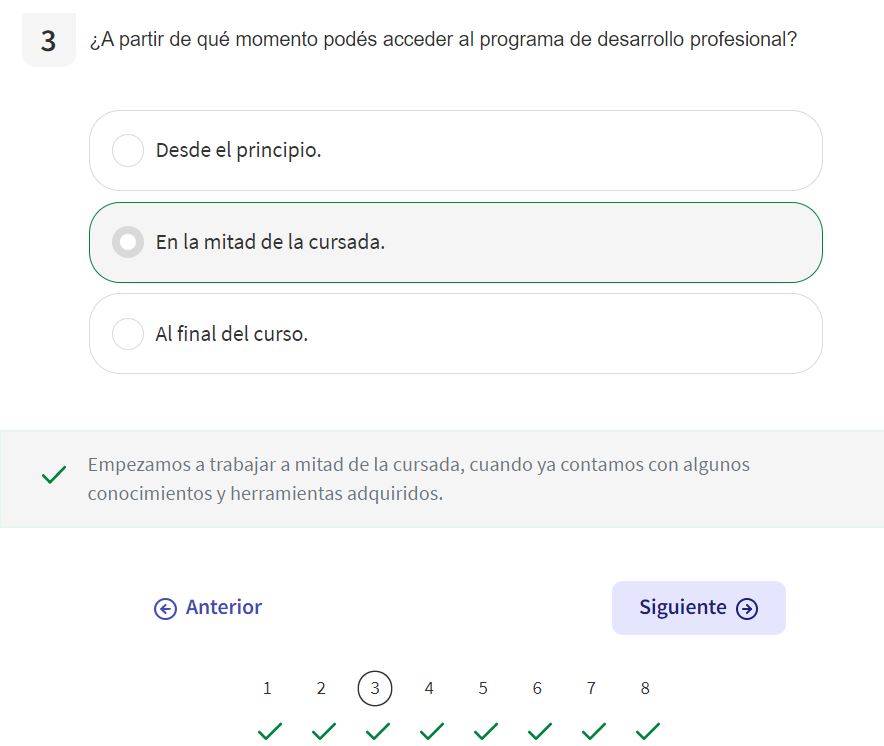 3
¿A partir de qué momento podés acceder al programa de desarrollo profesional?
Desde el principio.
En la mitad de la cursada.
Al final del curso.
Empezamos a trabajar a mitad de la cursada, cuando ya contamos con algunos
conocimientos y herramientas adquiridos.
Anterior
Siguiente
1 2 3 4 5 6 7 8